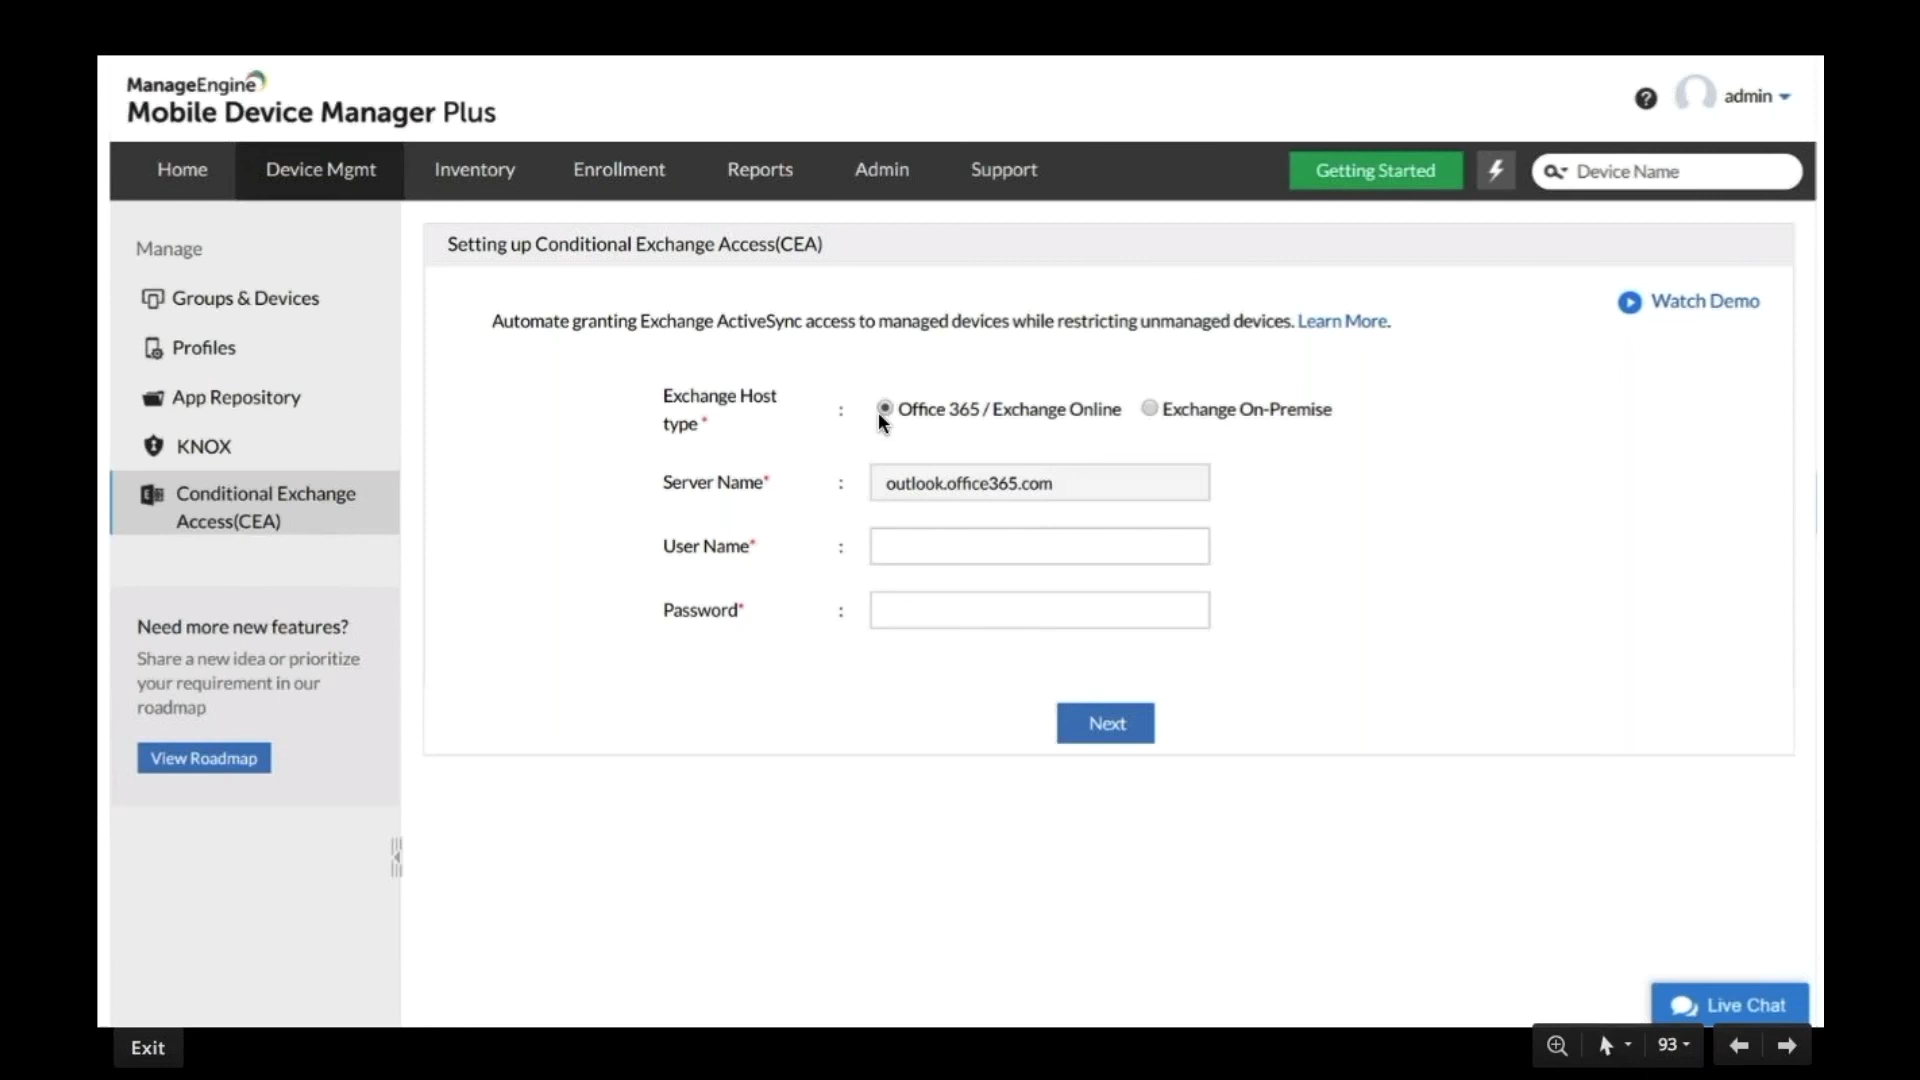 ManageEngine
Mobile Device Manager Plus
admin
Home
Device Mgmt
Inventory
Enrollment
Reports
Admin
Support
Getting Started
Device Name
Manage
Groups & Devices
Profiles
App Repository
KNOX
Conditional Exchange
Access(CEA)
Need more new features?
Share a new idea or prioritize
your requirement in our
roadmap
View Roadmap
Setting up Conditional Exchange Access(CEA)
Watch Demo
Automate granting Exchange ActiveSync access to managed devices while restricting unmanaged devices. Learn More.
Exchange Host
type *
:
Office 365 / Exchange Online
Exchange On-Premise
Server Name*
:
outlook.office365.com
User Name*
:
Password*
:
Next
Live Chat
Exit
93